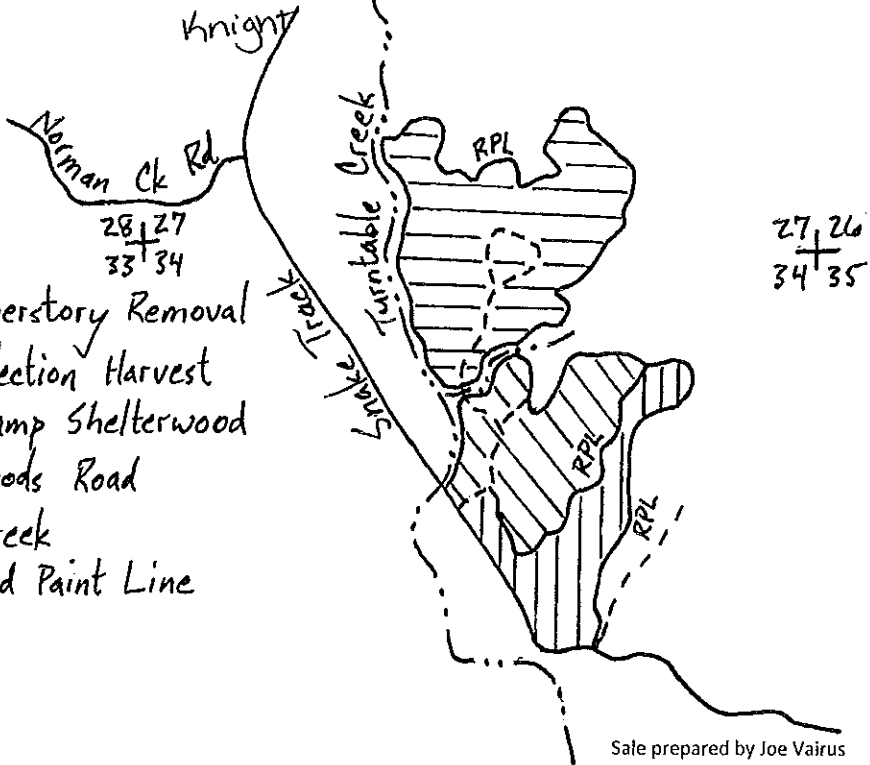 Knight
Norman Ck Rd
Turntable Creek
Snake Track
RPL
28 27
33 34
27 26
34 35
erstory Removal
ection Harvest
amp Shelterwood
ods Road
eek
d Paint Line
RPL
RPL
Sale prepared by Joe Vairus